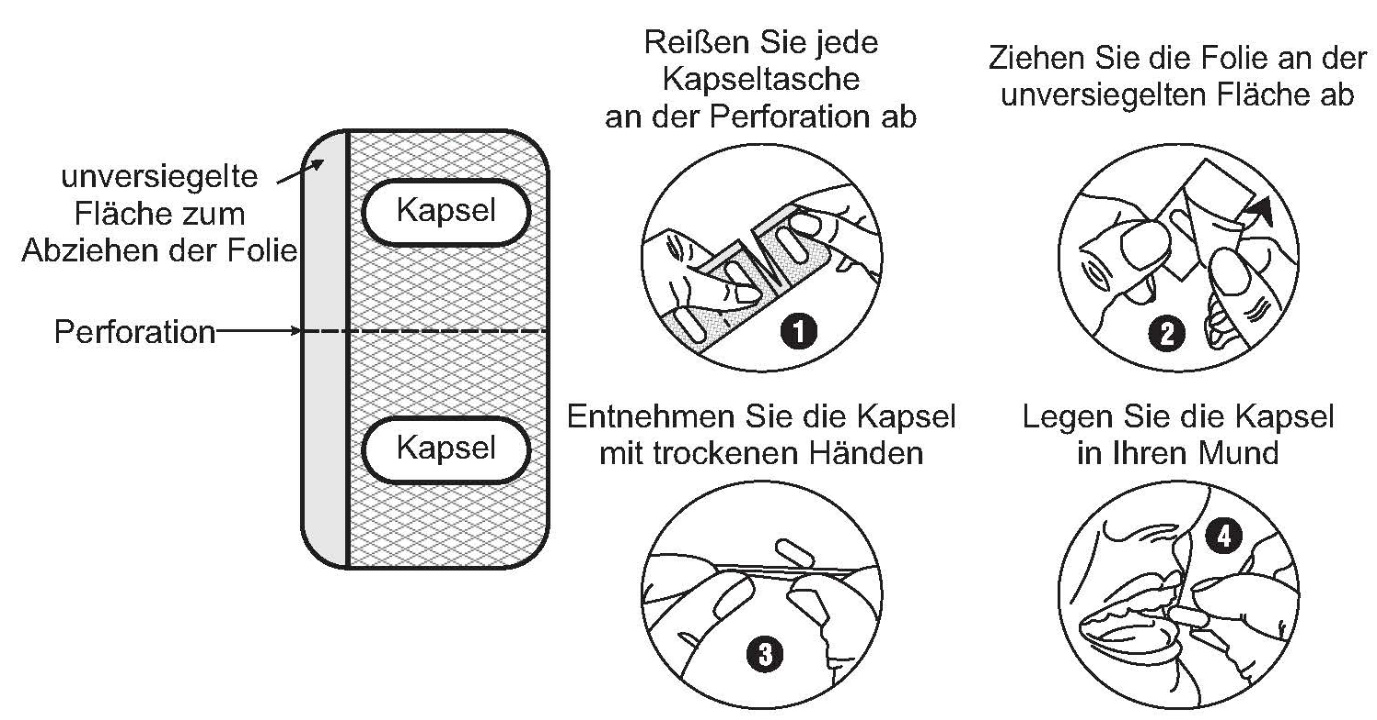 unversiegelte
Fläche zum
Abziehen der Folie
Perforation
Kapsel
Kapsel
Reißen Sie jede
Kapseltasche
an der Perforation ab
1
Ziehen Sie die Folie an der
unversiegelten Fläche ab
2
Entnehmen Sie die Kapsel
mit trockenen Händen
3
Legen Sie die Kapsel
in Ihren Mund
4